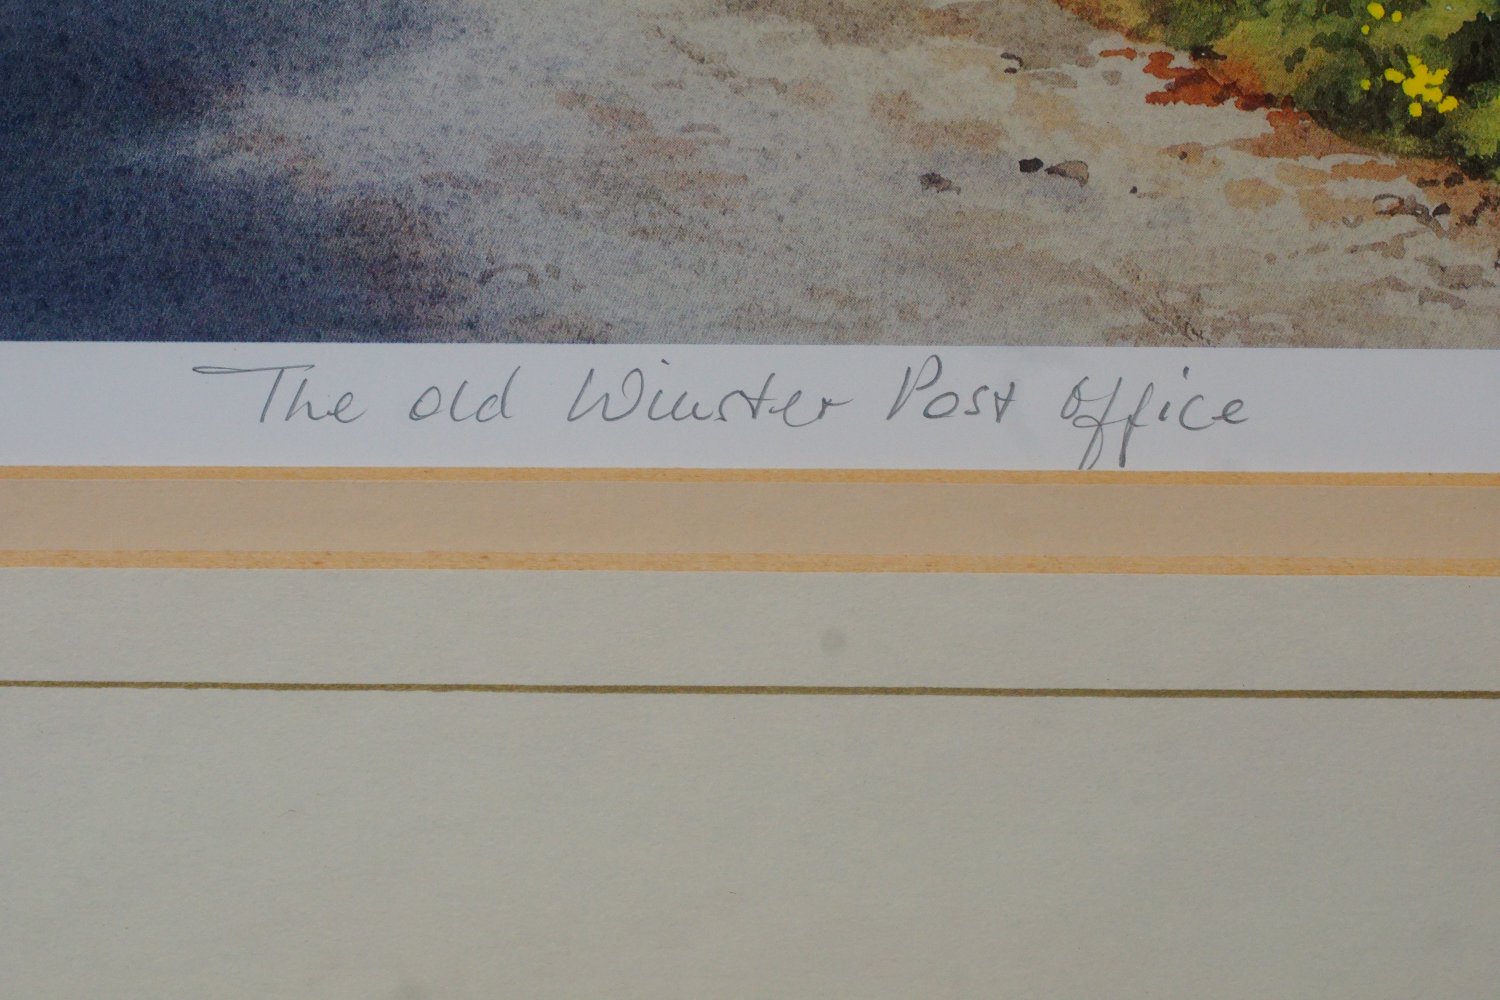 The old Winster Post Office